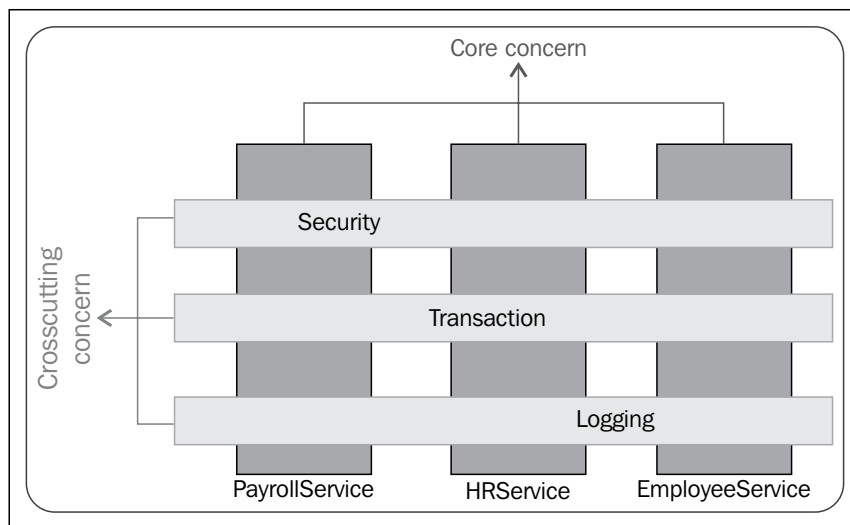 Core concern
Security
Crosscutting
concern
Transaction
Logging
PayrollService
HRService
EmployeeService